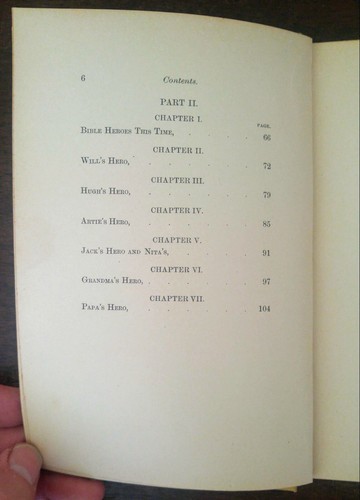 6 Contents.
PART II.
CHAPTER I.
PAGE.
Bible Heroes This Time, . . . . 66
CHAPTER II.
Will's Hero, . . . . . . 72
CHAPTER III.
Hugh's Hero, . . . . . . 79
CHAPTER IV.
Artie's Hero, . . . . . . 85
CHAPTER V.
Jack's Hero and Nita's, . . . . 91
CHAPTER VI.
Grandma's Hero, . . . . . 97
CHAPTER VII.
Papa's Hero, . . . . . . 104